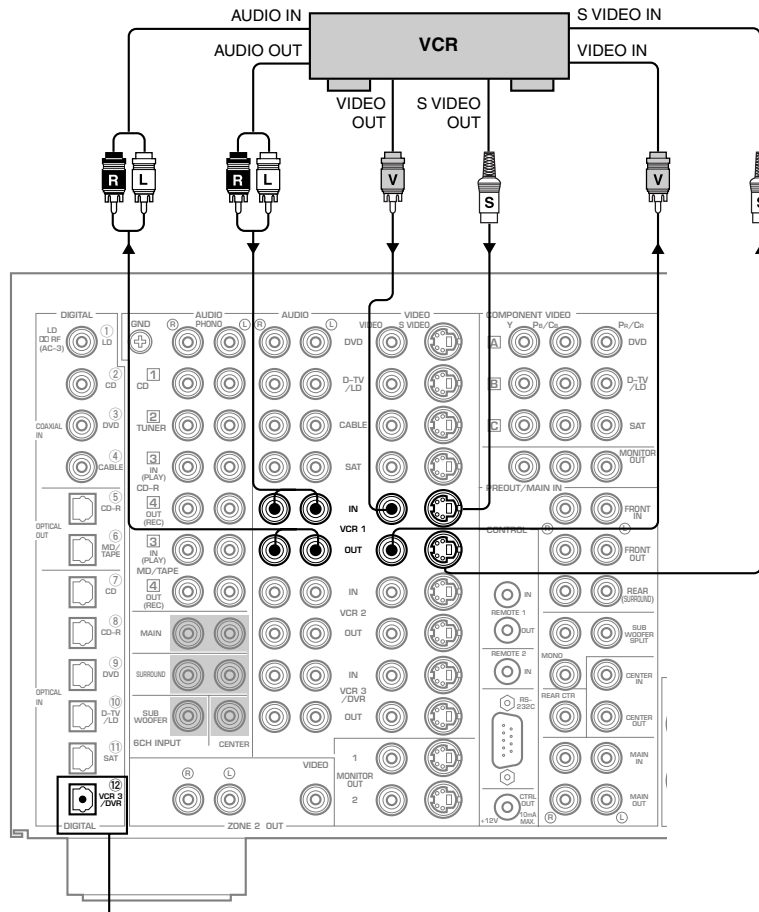 AUDIO IN
S VIDEO IN
VCR
AUDIO OUT
VIDEO IN
VIDEO
OUT
S VIDEO
OUT
R
L
R
L
V
S
V
S
DIGITAL
LD
DD RF
(AC-3)
① LD
② CD
COAXIAL
IN
③ DVD
④ CABLE
⑤ CD-R
OPTICAL
OUT
⑥ MD/
TAPE
⑦ CD
⑧ CD-R
⑨ DVD
OPTICAL
IN
⑩ D-TV
/LD
⑪ SAT
⑫ VCR 3
/DVR
DIGITAL
GND
AUDIO
R PHONO L
1
CD
2
TUNER
3
IN
(PLAY)
CD-R
4
OUT
(REC)
3
IN
(PLAY)
MD/TAPE
4
OUT
(REC)
MAIN
SURROUND
SUB
WOOFER
6CH INPUT
CENTER
R
L
VIDEO
ZONE 2 OUT
AUDIO
R
L
VIDEO
VIDEO
S VIDEO
DVD
D-TV
/LD
CABLE
SAT
IN
VCR 1
OUT
IN
VCR 2
OUT
IN
VCR 3
/DVR
OUT
1
MONITOR
OUT
2
COMPONENT VIDEO
Y
PB/CB
PR/CR
A
DVD
B
D-TV
/LD
C
SAT
MONITOR
OUT
PREOUT/MAIN IN
FRONT
IN
CONTROL
R
L
FRONT
OUT
IN
REMOTE 1
OUT
REAR
(SURROUND)
SUB
WOOFER
SPLIT
REMOTE 2
IN
MONO
CENTER
IN
RS-
232C
REAR CTR
CENTER
OUT
MAIN
IN
CTRL
OUT
+12V
10mA
MAX.
MAIN
OUT
R
L